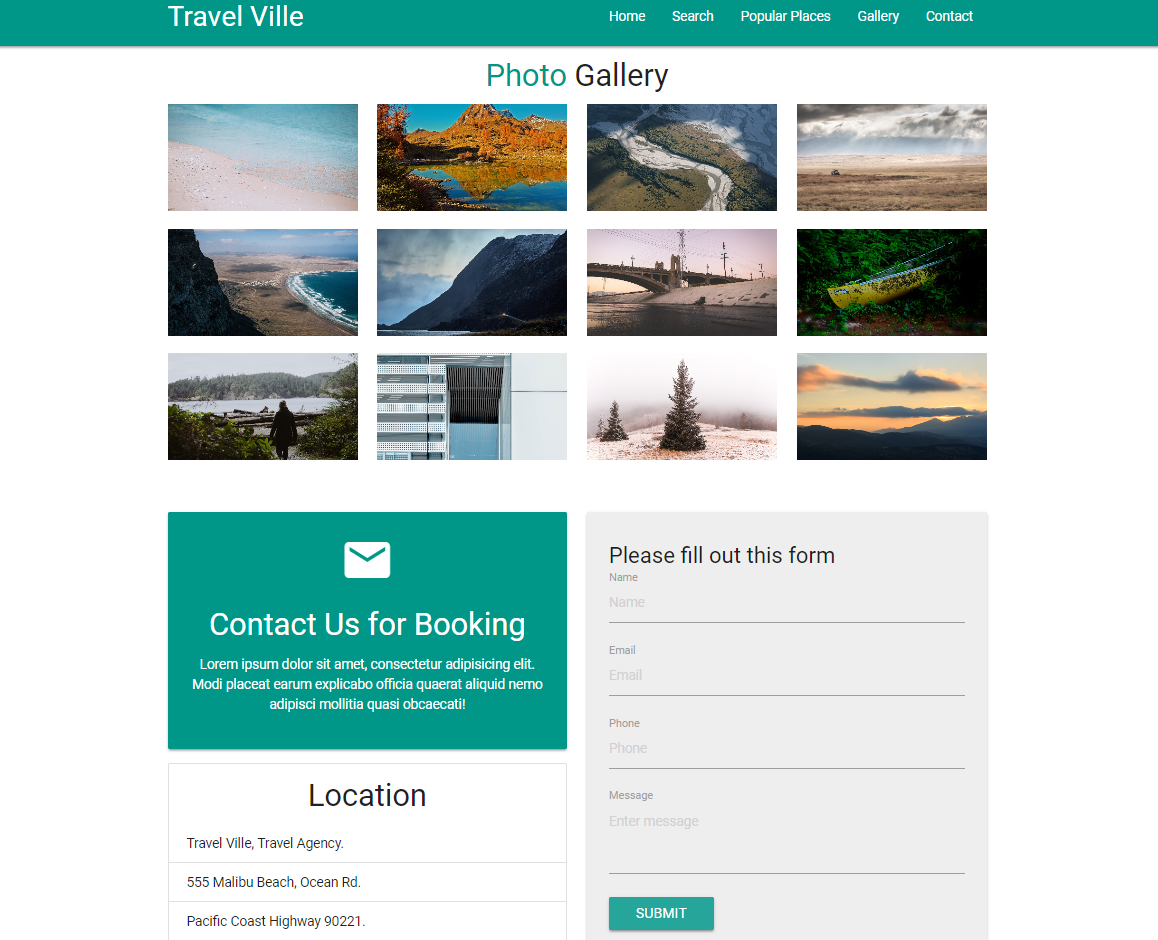 Travel Ville
Home Search Popular Places Gallery Contact
Photo Gallery
Contact Us for Booking
Lorem ipsum dolor sit amet, consectetur adipisicing elit.
Modi placeat earum explicabo officia quaerat aliquid nemo
adipisci mollitia quasi obcaecati!
Location
Travel Ville, Travel Agency.
555 Malibu Beach, Ocean Rd.
Pacific Coast Highway 90221.
Please fill out this form
Name
Name
Email
Email
Phone
Phone
Message
Enter message
SUBMIT